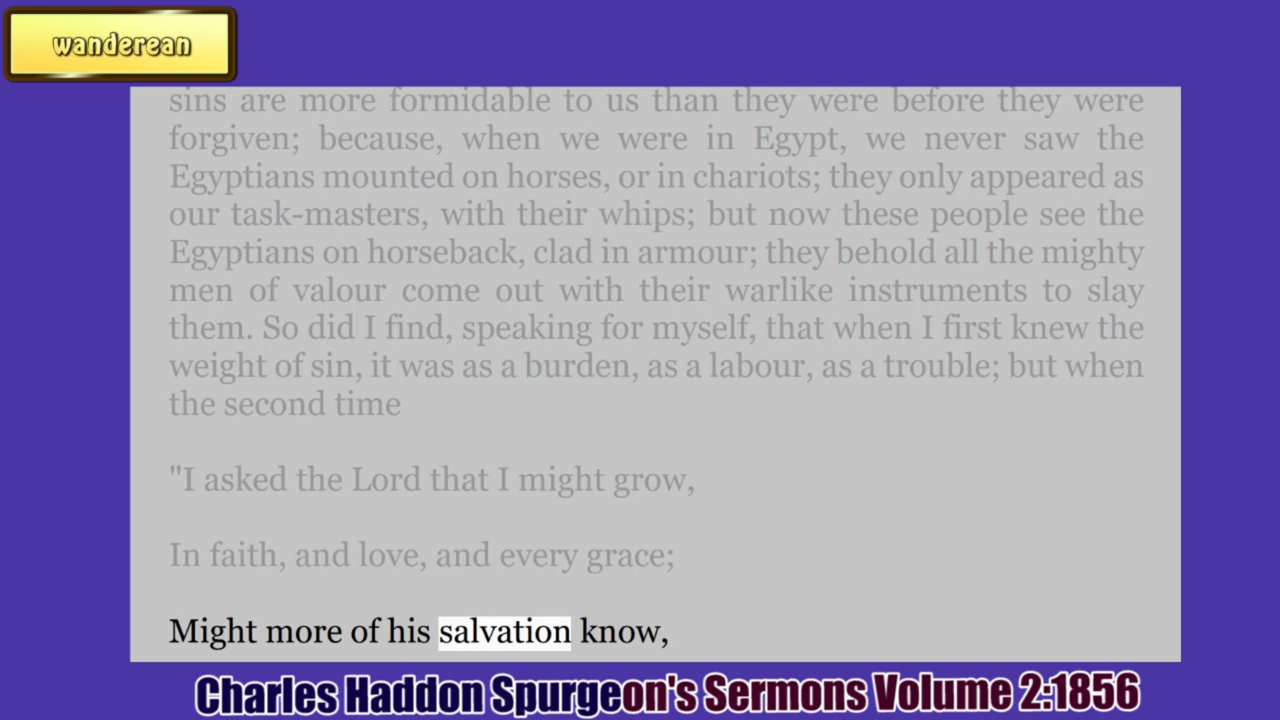 wanderean
sins are more formidable to us than they were before they were
forgiven; because, when we were in Egypt, we never saw the
Egyptians mounted on horses, or in chariots; they only appeared as
our task-masters, with their whips; but now these people see the
Egyptians on horseback, clad in armour; they behold all the mighty
men of valour come out with their warlike instruments to slay
them. So did I find, speaking for myself, that when I first knew the
weight of sin, it was as a burden, as a labour, as a trouble; but when
the second time
"I asked the Lord that I might grow,
In faith, and love, and every grace;
Might more of his salvation know,
Charles Haddon Spurgeon's Sermons Volume 2:1856